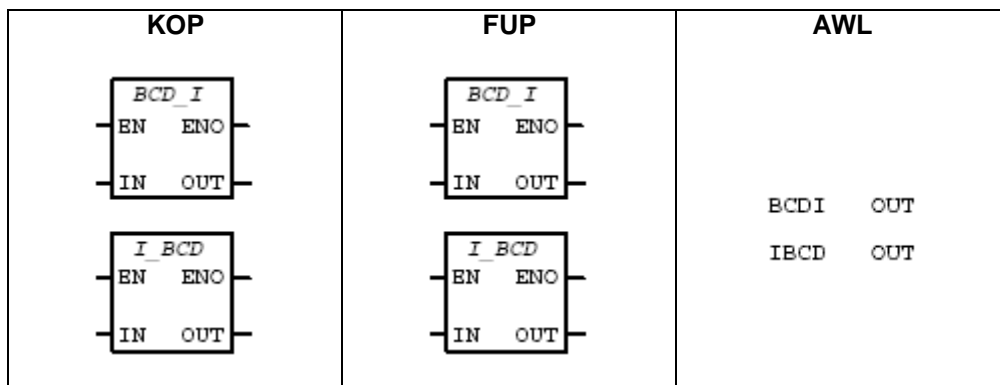 KOP
FUP
AWL
BCD_I
EN ENO
IN OUT
I_BCD
EN ENO
IN OUT
BCD_I
EN ENO
IN OUT
I_BCD
EN ENO
IN OUT
BCDI OUT
IBCD OUT